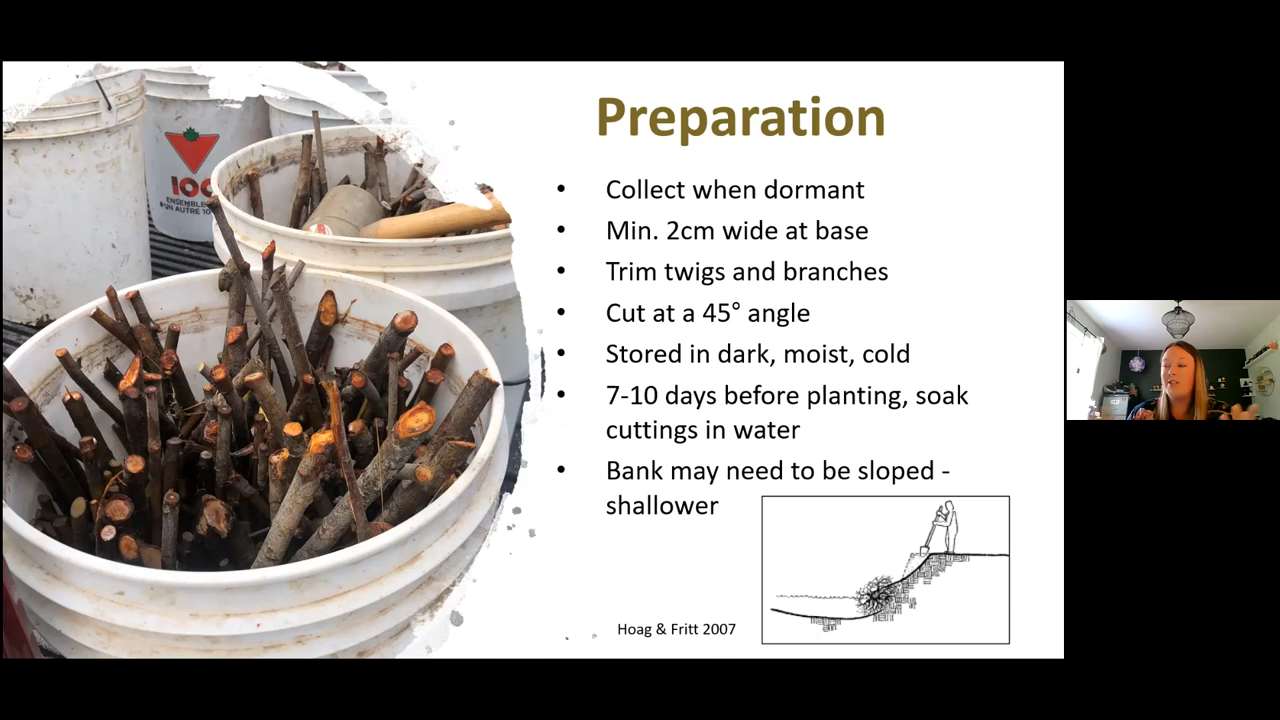 Preparation
• Collect when dormant
• Min. 2cm wide at base
• Trim twigs and branches
• Cut at a 45° angle
• Stored in dark, moist, cold
• 7-10 days before planting, soak
cuttings in water
• Bank may need to be sloped -
shallower
Hoag & Fritt 2007
100
ENSEMBLE